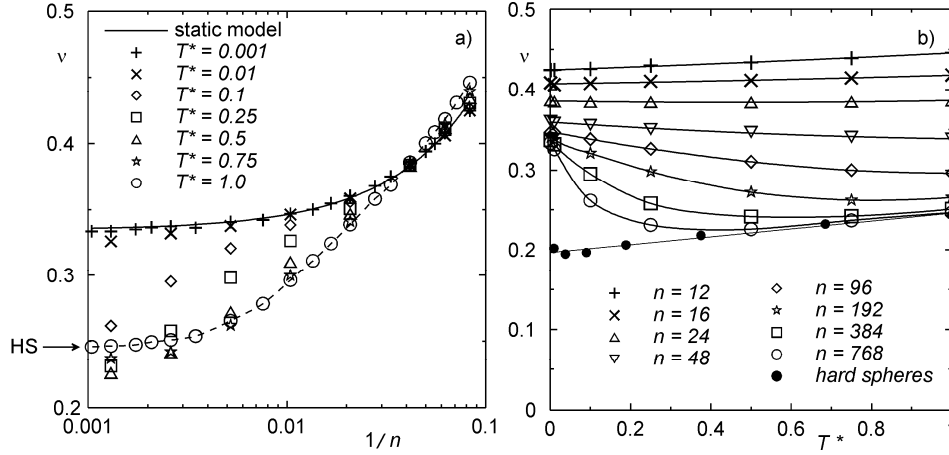 0.5
ν
0.4
0.3
HS
0.2
0.001
0.01
0.1
1/n
a)
static model
T* = 0.001
T* = 0.01
T* = 0.1
T* = 0.25
T* = 0.5
T* = 0.75
T* = 1.0
0.5
ν
0.4
0.3
0.2
0.1
0
0
0.2
0.4
0.6
0.8
T*
b)
n = 12
n = 16
n = 24
n = 48
n = 96
n = 192
n = 384
n = 768
hard spheres